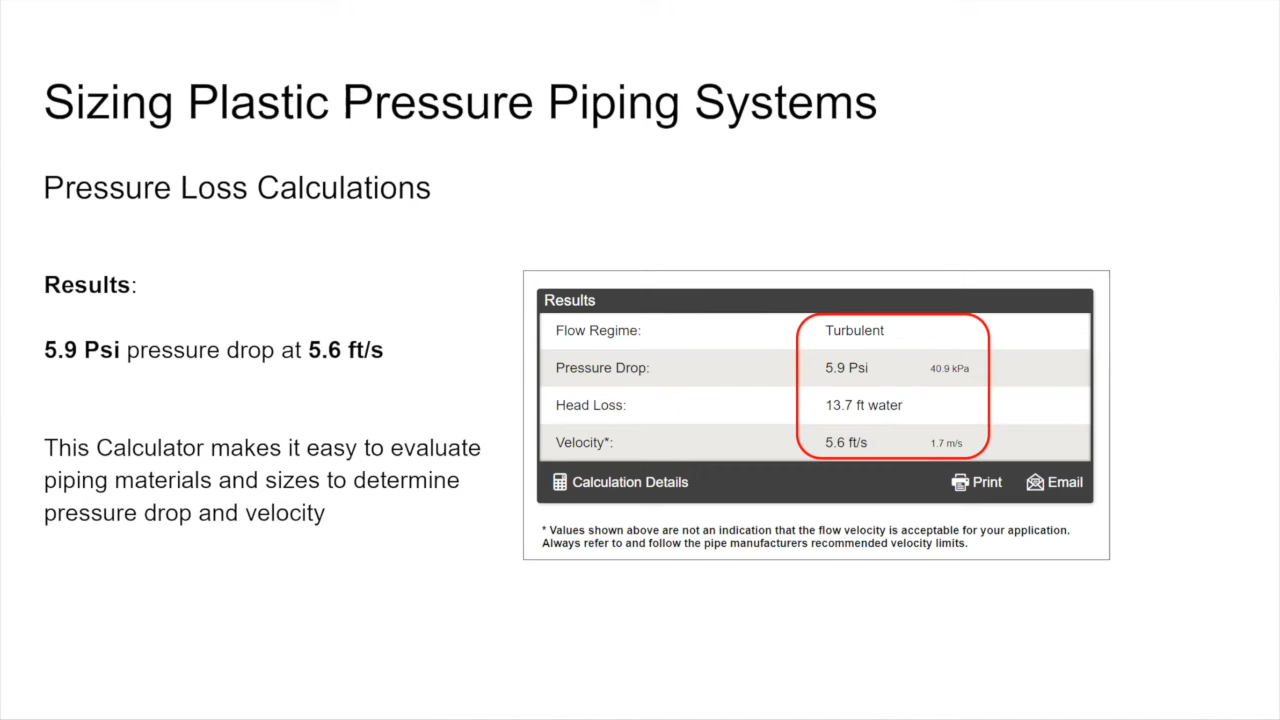 Sizing Plastic Pressure Piping Systems
Pressure Loss Calculations
Results:
5.9 Psi pressure drop at 5.6 ft/s
This Calculator makes it easy to evaluate
piping materials and sizes to determine
pressure drop and velocity
Results
Flow Regime: Turbulent
Pressure Drop: 5.9 Psi 40.9 kPa
Head Loss: 13.7 ft water
Velocity*: 5.6 ft/s 1.7 m/s
Calculation Details Print Email
* Values shown above are not an indication that the flow velocity is acceptable for your application.
Always refer to and follow the pipe manufacturers recommended velocity limits.